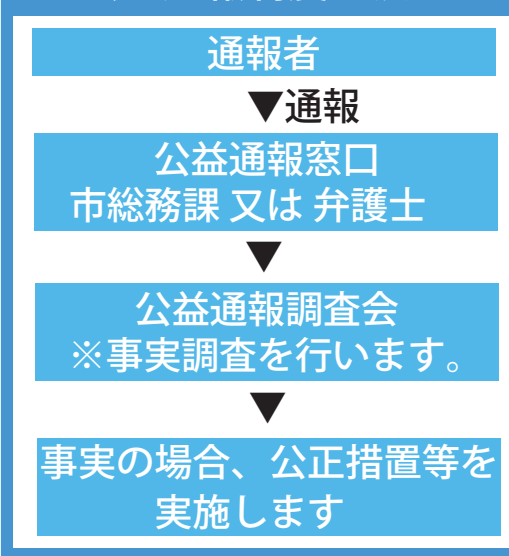 通報者
▼通報
公益通報窓口
市総務課 又は 弁護士
▼
公益通報調査会
※事実調査を行います。
▼
事実の場合、公正措置等を
実施します